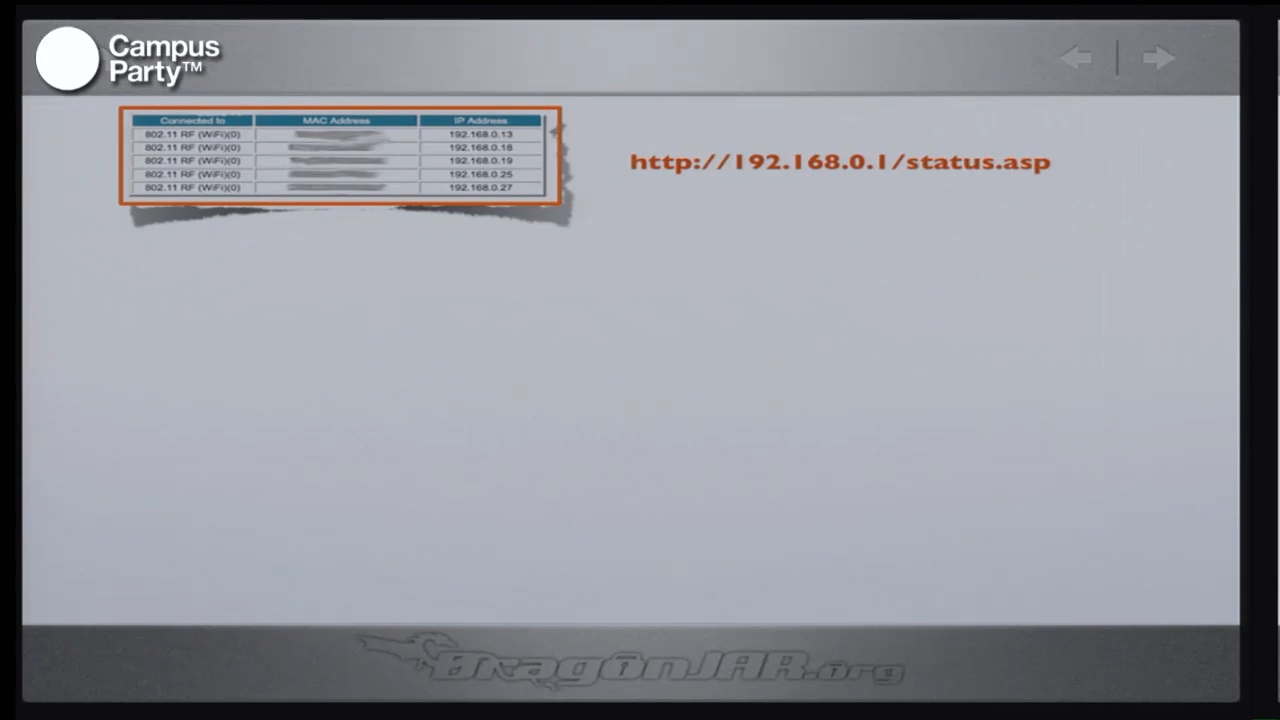 Campus
Party™
Connected to MAC Address IP Address
802.11 RF (WiFi)(0) 192.168.0.13
802.11 RF (WiFi)(0) 192.168.0.18
802.11 RF (WiFi)(0) 192.168.0.19
802.11 RF (WiFi)(0) 192.168.0.25
802.11 RF (WiFi)(0) 192.168.0.27
http://192.168.0.1/status.asp
DragonJAR.org